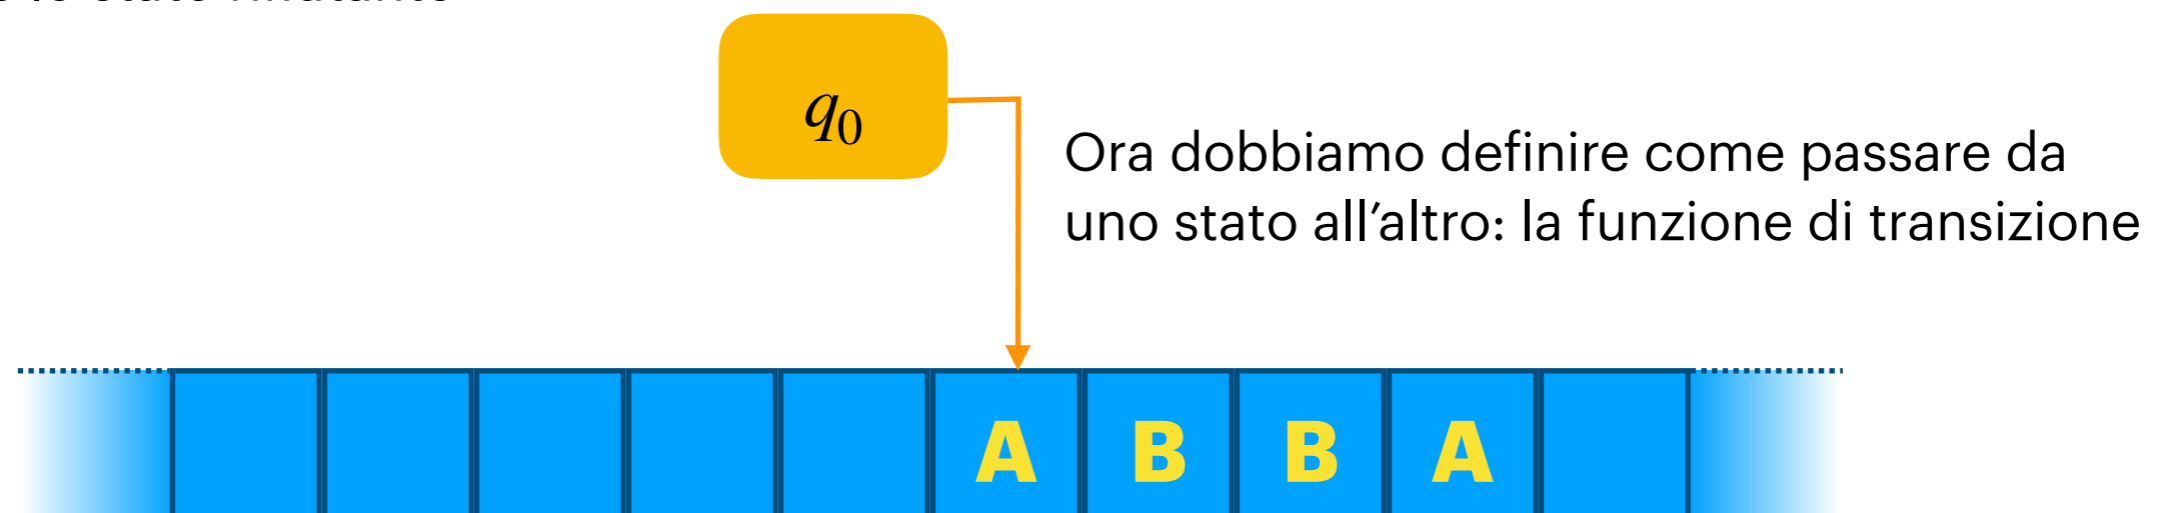 q0
Ora dobbiamo definire come passare da
uno stato all’altro: la funzione di transizione
A B B A